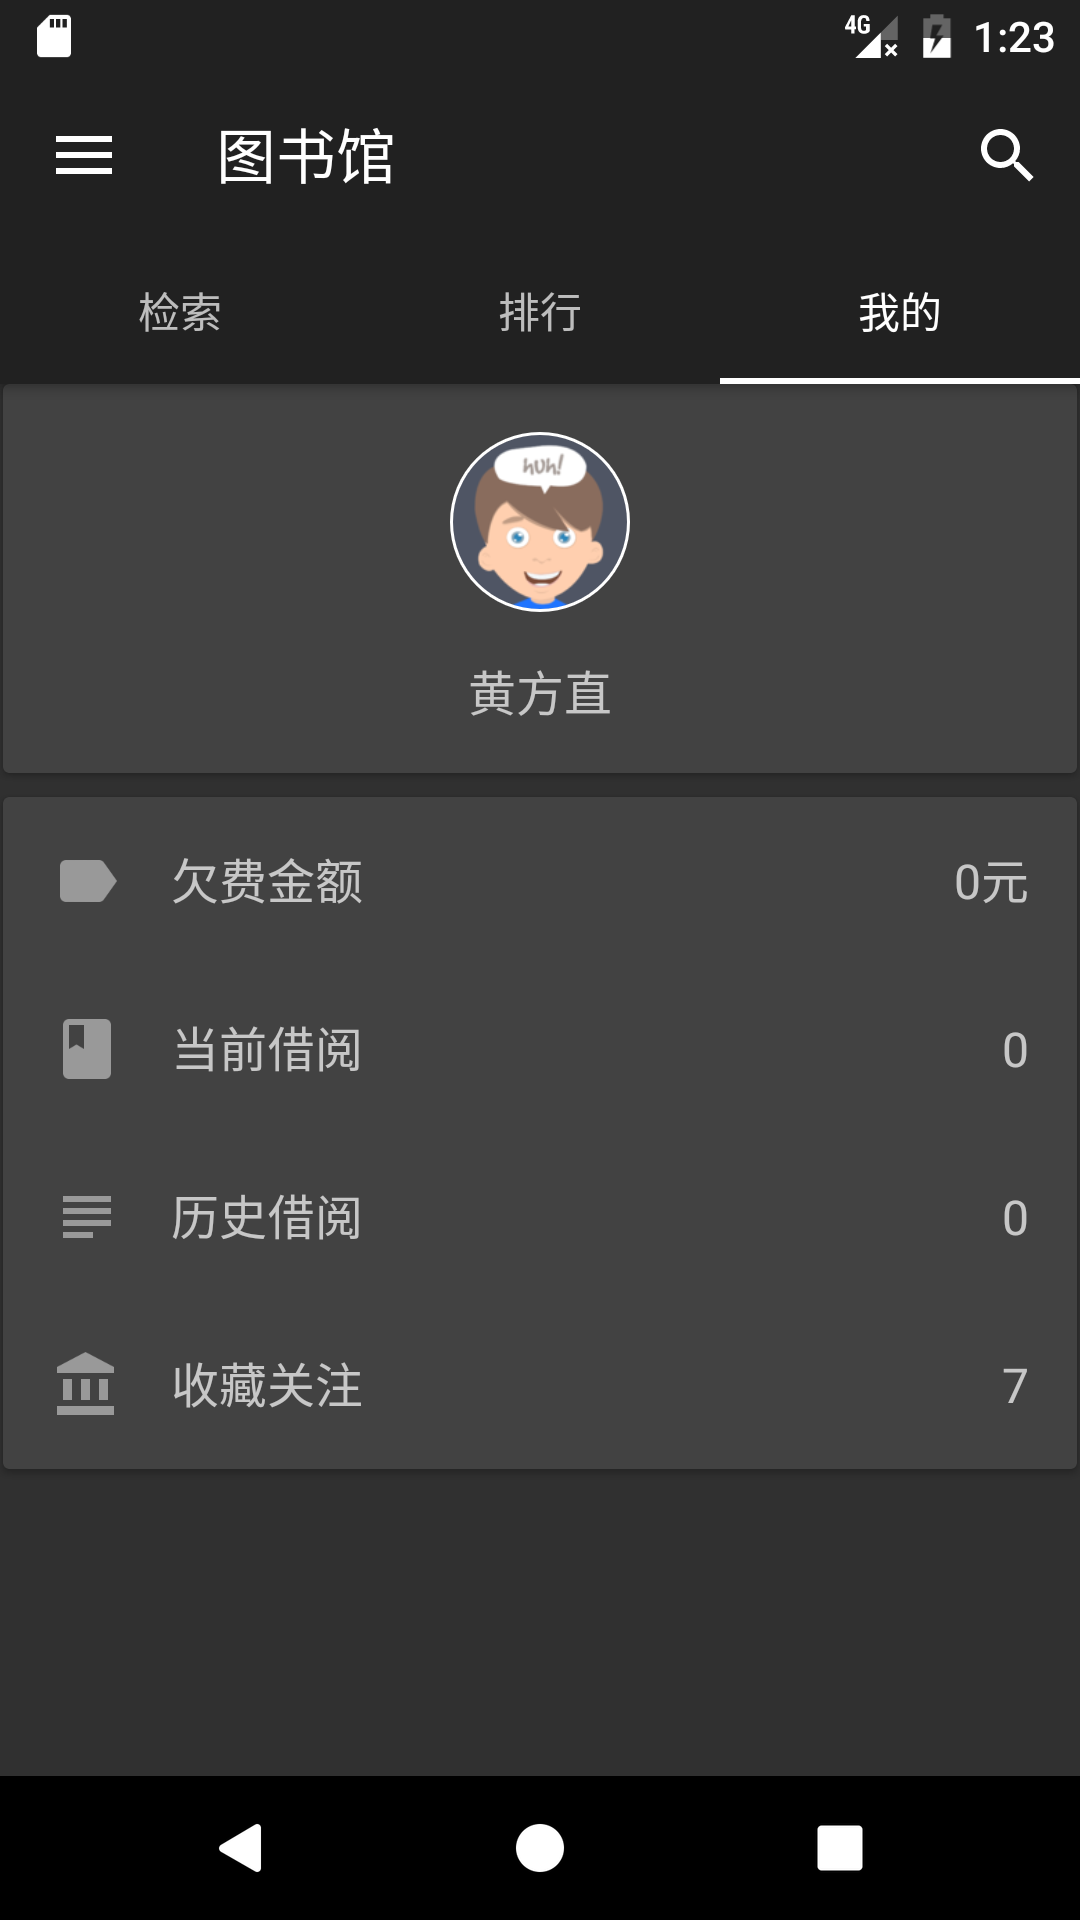 4G 1:23
图书馆
检索 排行 我的
huh!
黄方直
欠费金额 0元
当前借阅 0
历史借阅 0
收藏关注 7